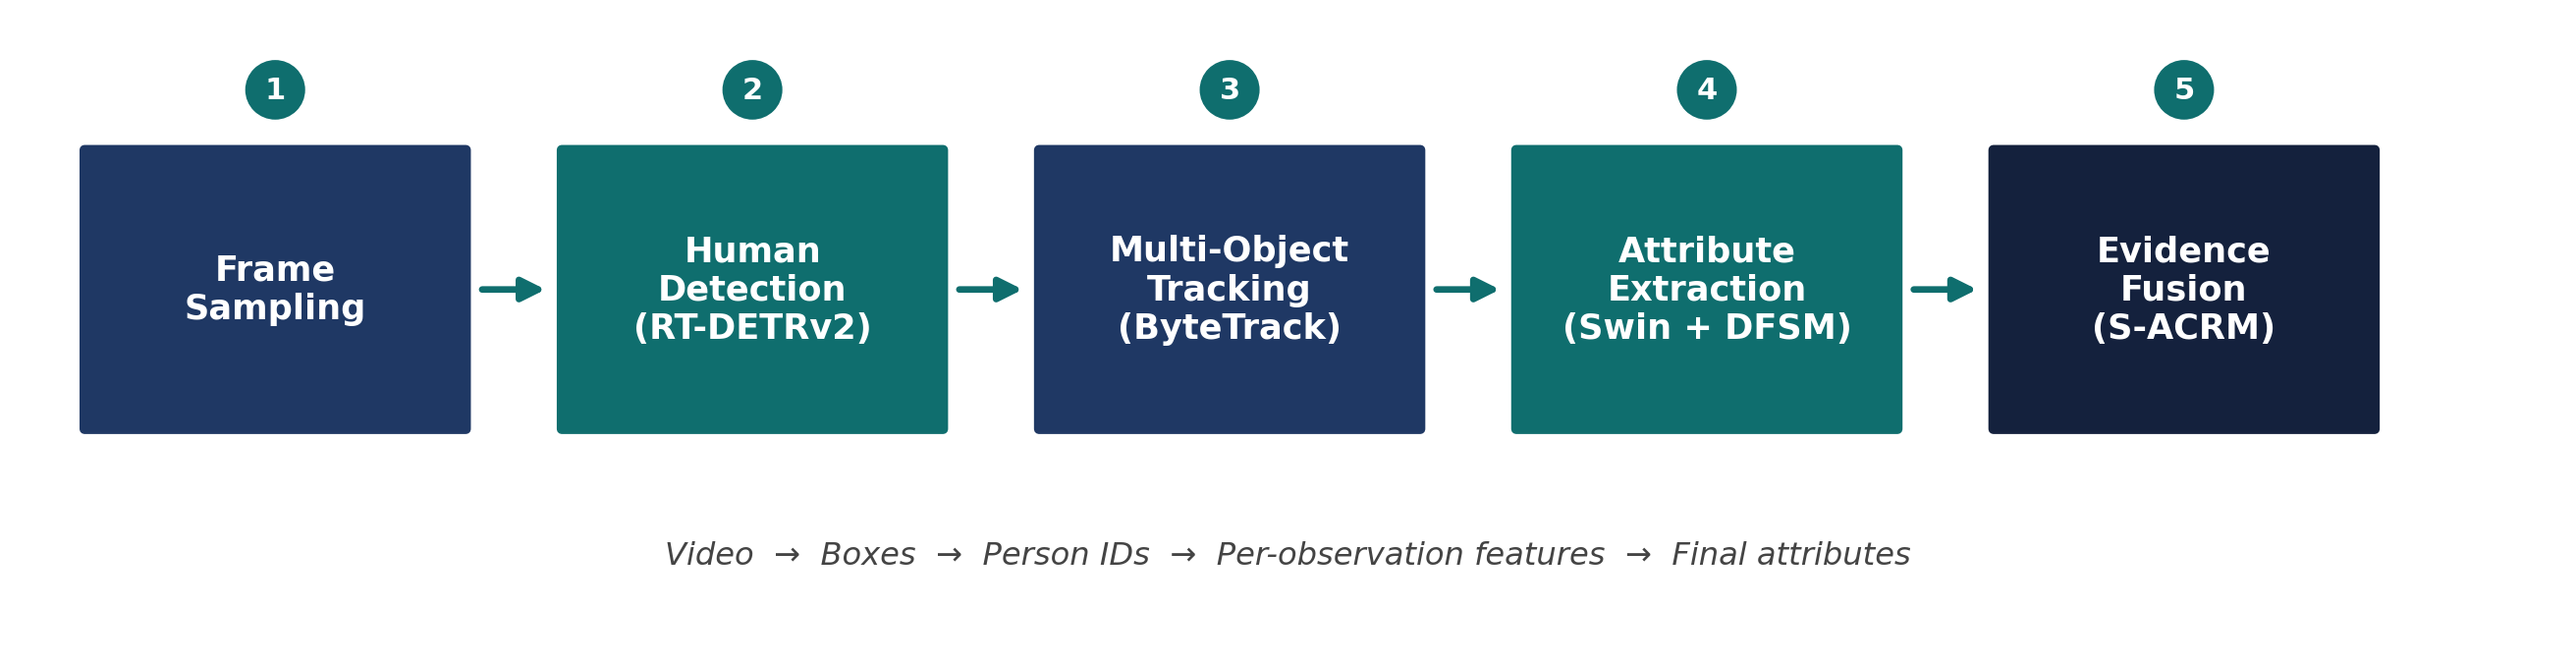 1
2
3
4
5
Frame
Sampling
Human
Detection
(RT-DETRv2)
Multi-Object
Tracking
(ByteTrack)
Attribute
Extraction
(Swin + DFSM)
Evidence
Fusion
(S-ACRM)
Video → Boxes → Person IDs → Per-observation features → Final attributes